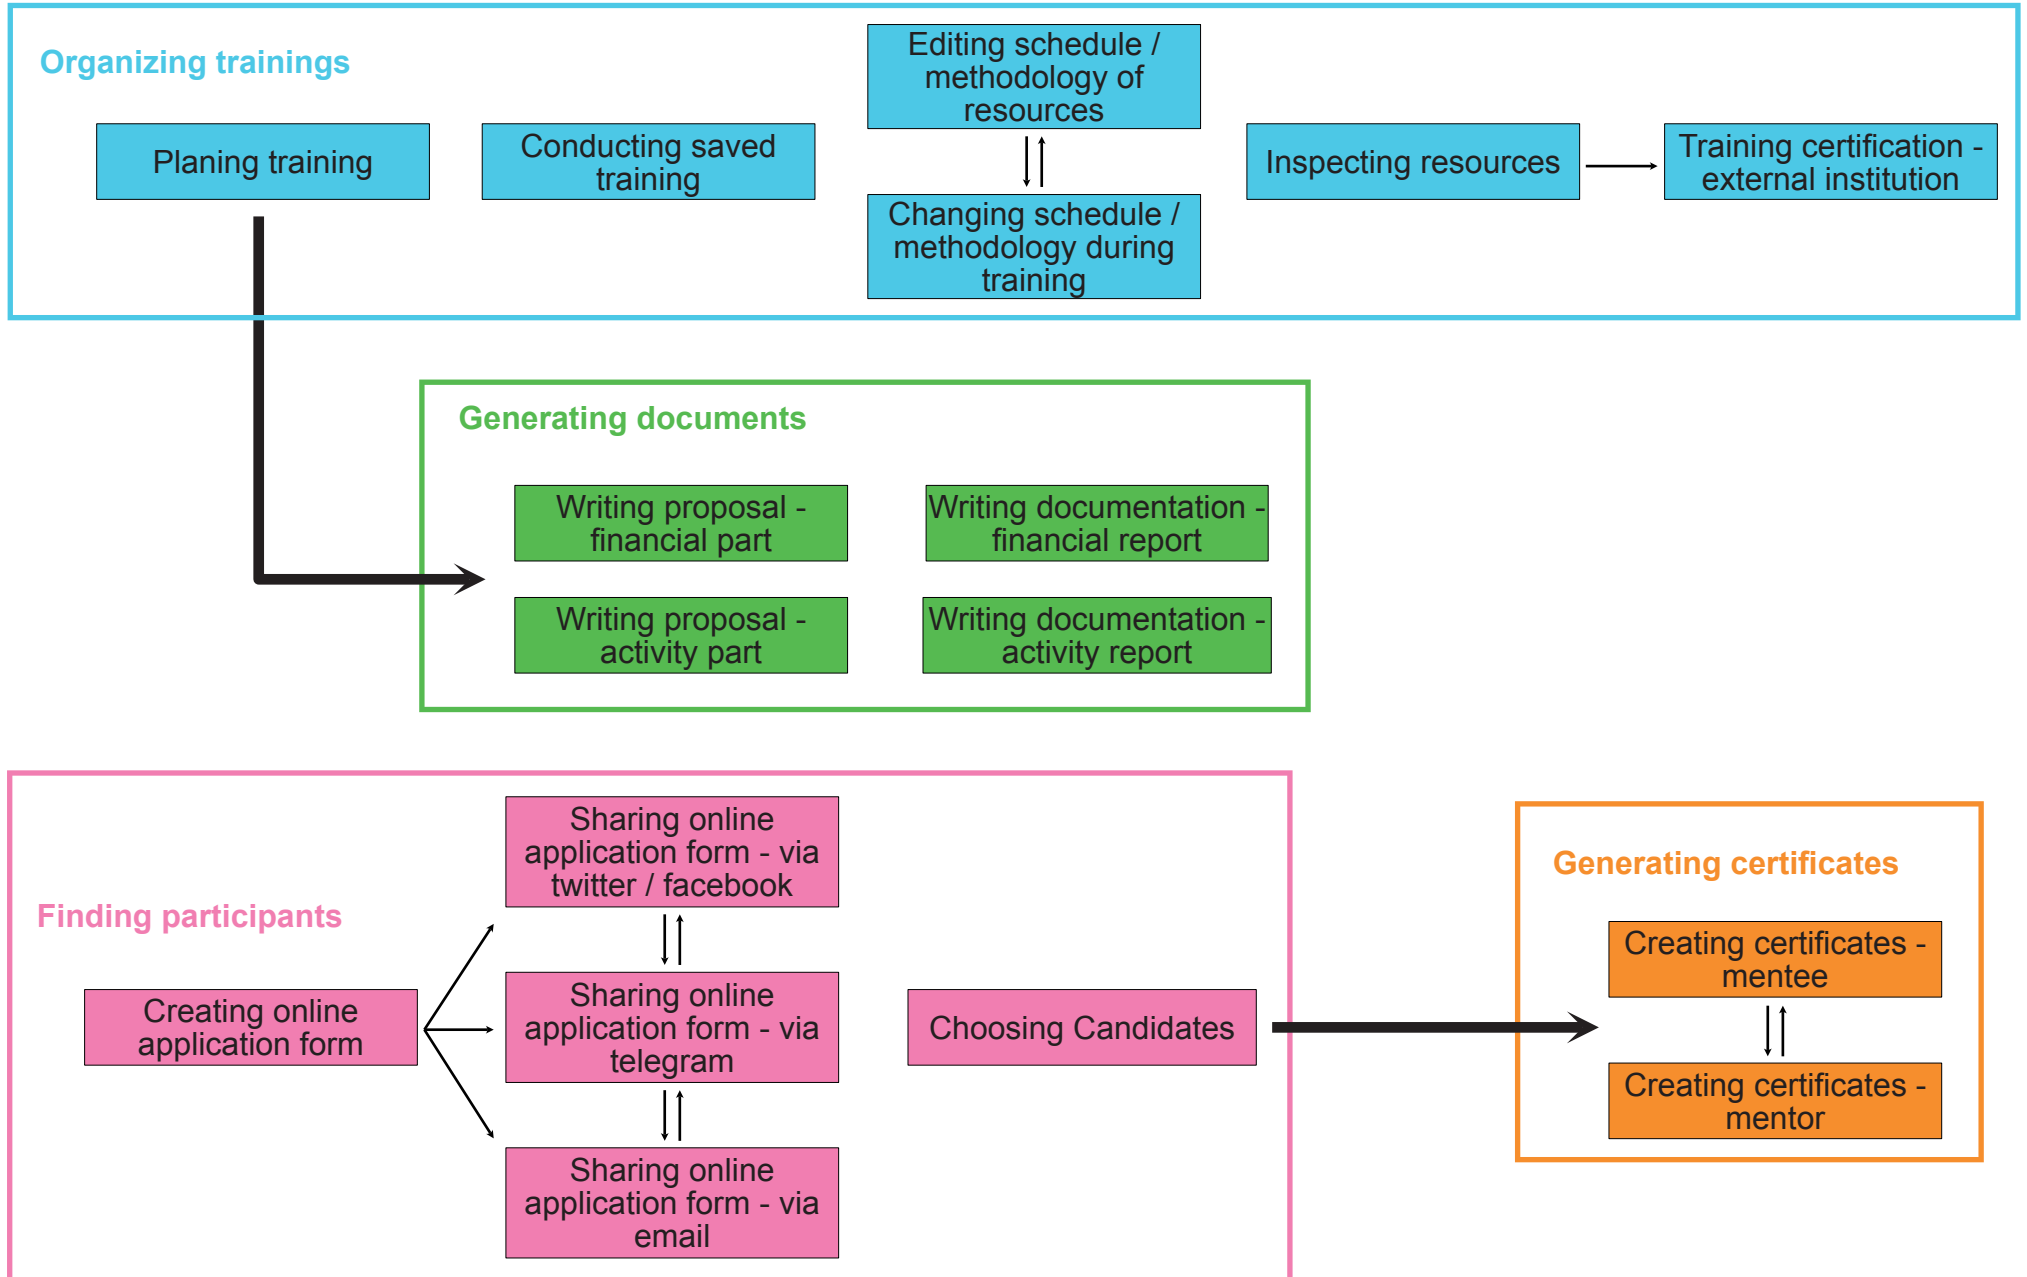 Organizing trainings
Planing training
Conducting saved
training
Editing schedule /
methodology of
resources
Changing schedule /
methodology during
training
Inspecting resources
Training certification -
external institution
Generating documents
Writing proposal -
financial part
Writing documentation -
financial report
Writing proposal -
activity part
Writing documentation -
activity report
Finding participants
Creating online
application form
Sharing online
application form - via
twitter / facebook
Sharing online
application form - via
telegram
Sharing online
application form - via
email
Choosing Candidates
Generating certificates
Creating certificates -
mentee
Creating certificates -
mentor